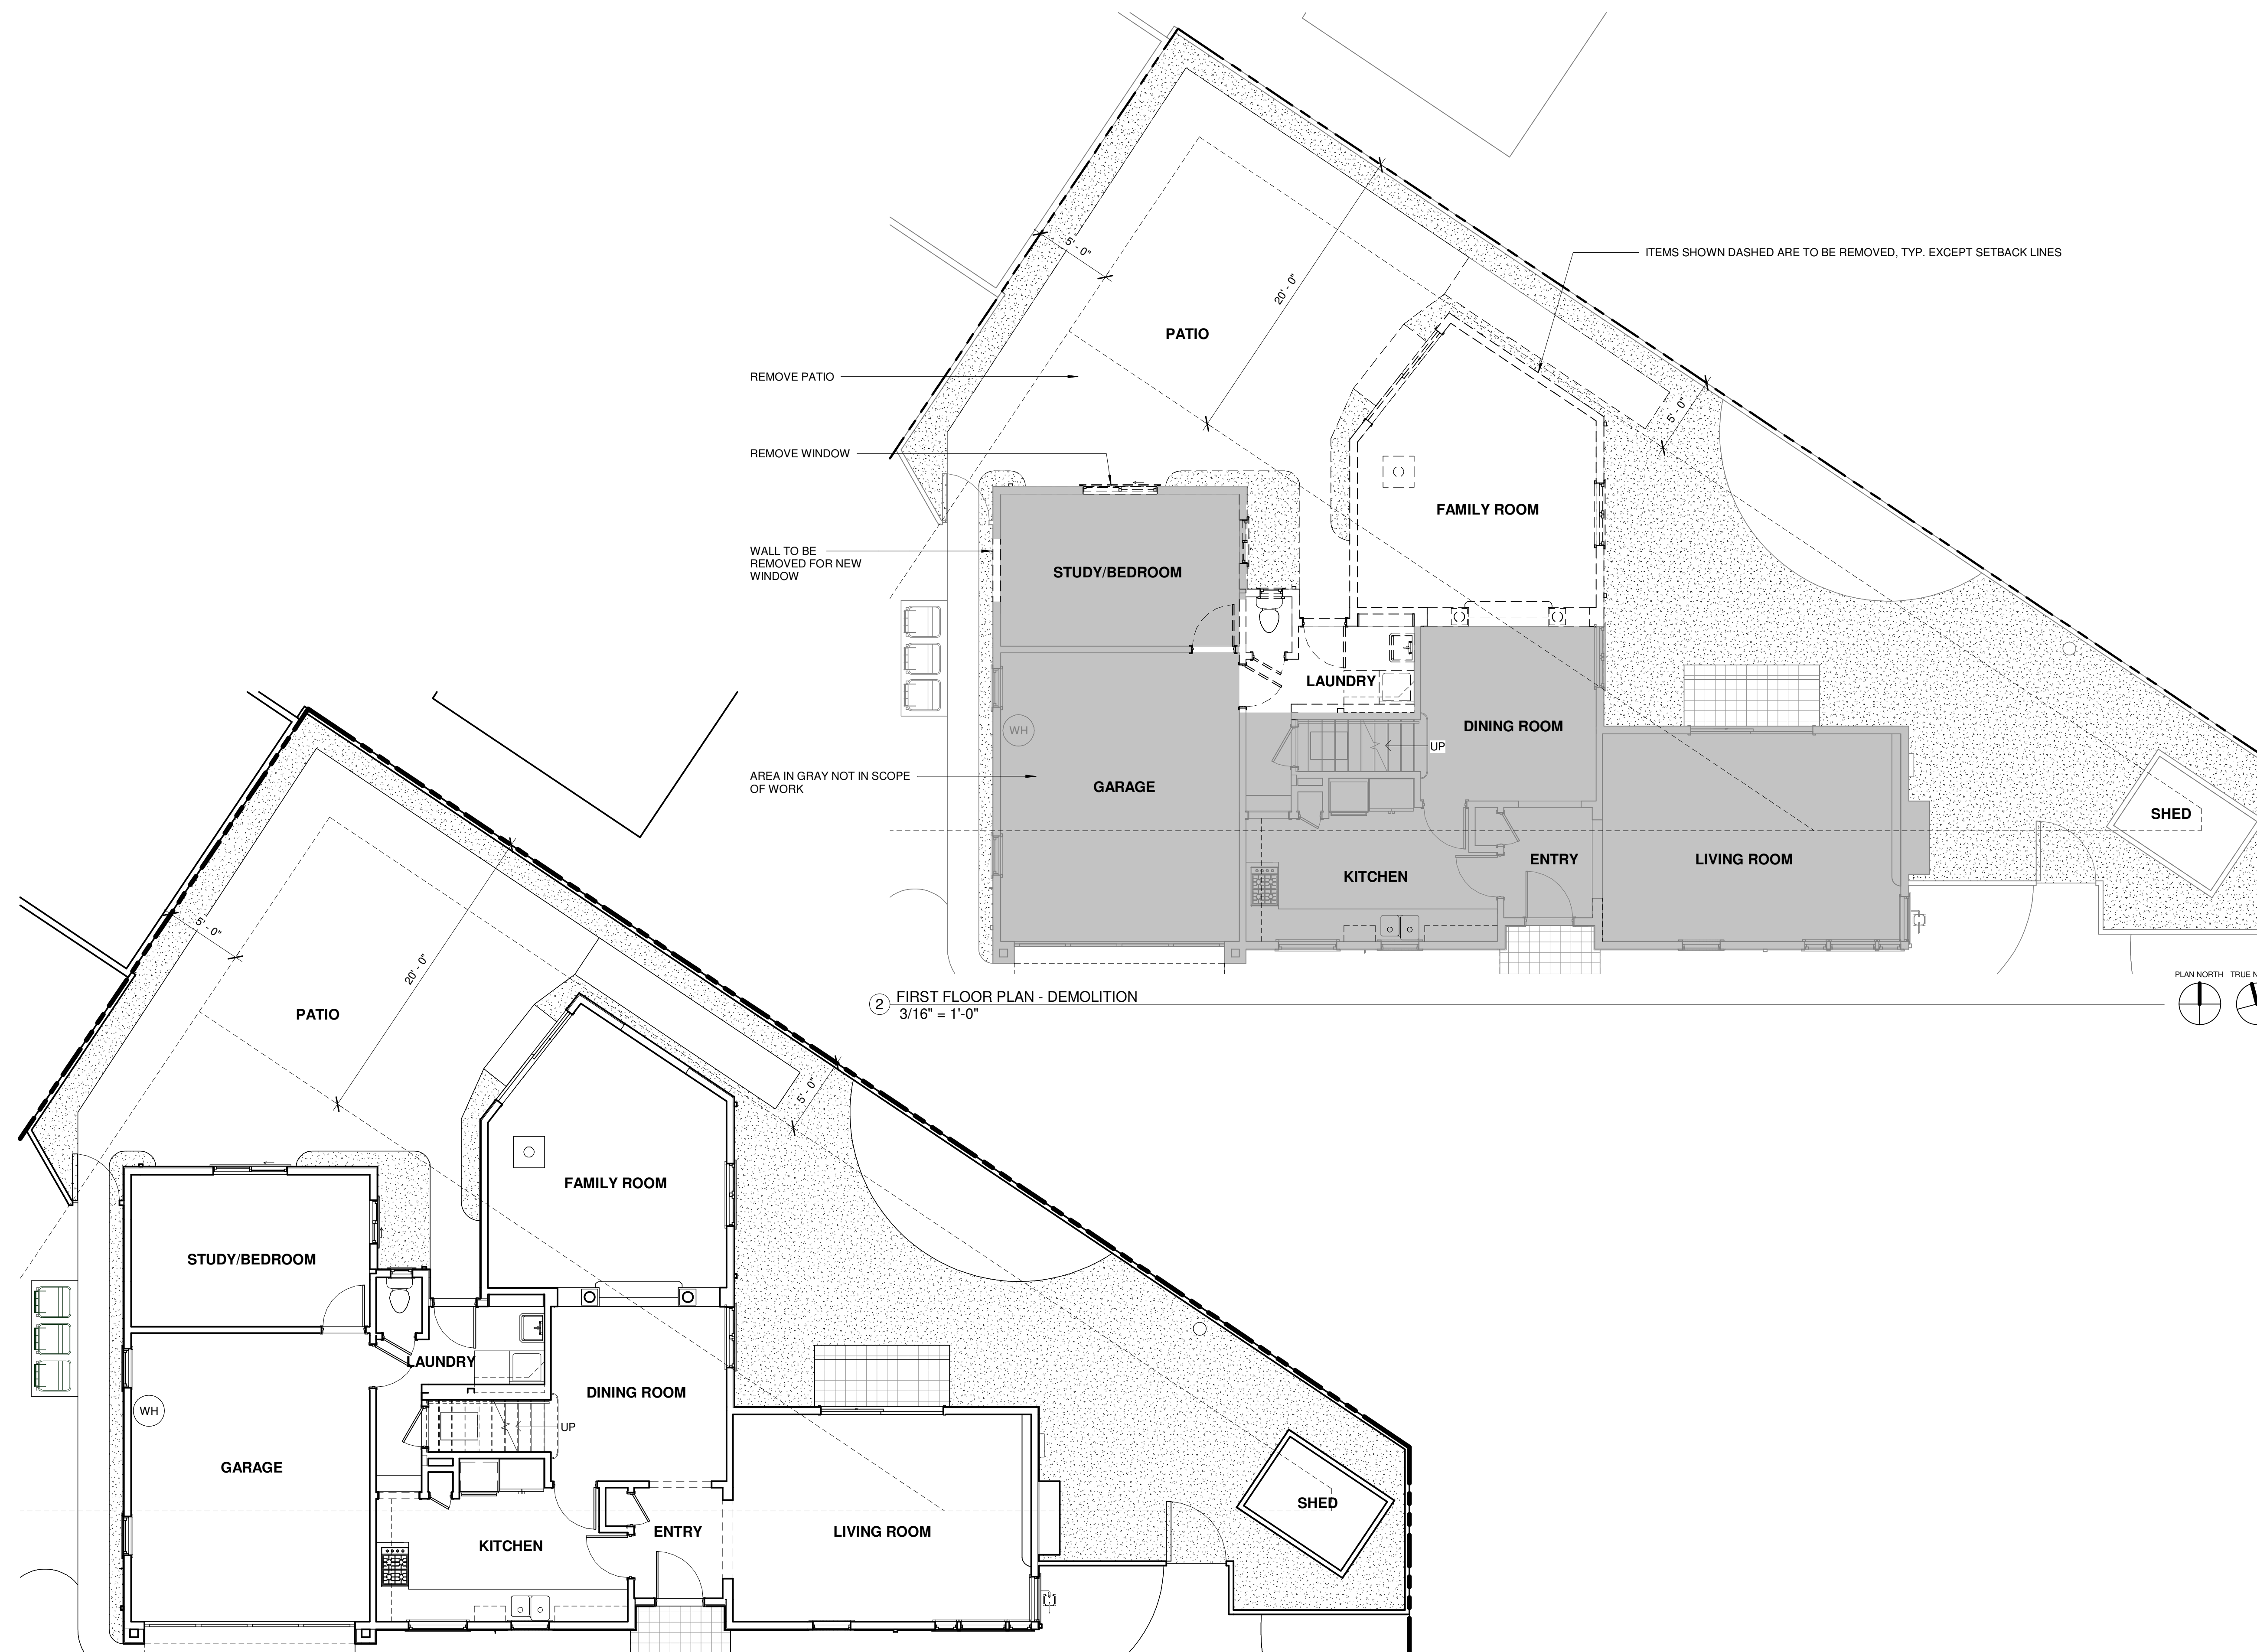 5' - 0"
20' - 0"
ITEMS SHOWN DASHED ARE TO BE REMOVED, TYP. EXCEPT SETBACK LINES
PATIO
REMOVE PATIO
5' - 0"
REMOVE WINDOW
FAMILY ROOM
WALL TO BE
REMOVED FOR NEW
WINDOW
STUDY/BEDROOM
LAUNDRY
WH
DINING ROOM
UP
AREA IN GRAY NOT IN SCOPE
OF WORK
GARAGE
SHED
KITCHEN
ENTRY
LIVING ROOM
PLAN NORTH
TRUE N
2
FIRST FLOOR PLAN - DEMOLITION
3/16" = 1'-0"
5' - 0"
20' - 0"
PATIO
5' - 0"
FAMILY ROOM
STUDY/BEDROOM
LAUNDRY
DINING ROOM
WH
UP
GARAGE
SHED
KITCHEN
ENTRY
LIVING ROOM